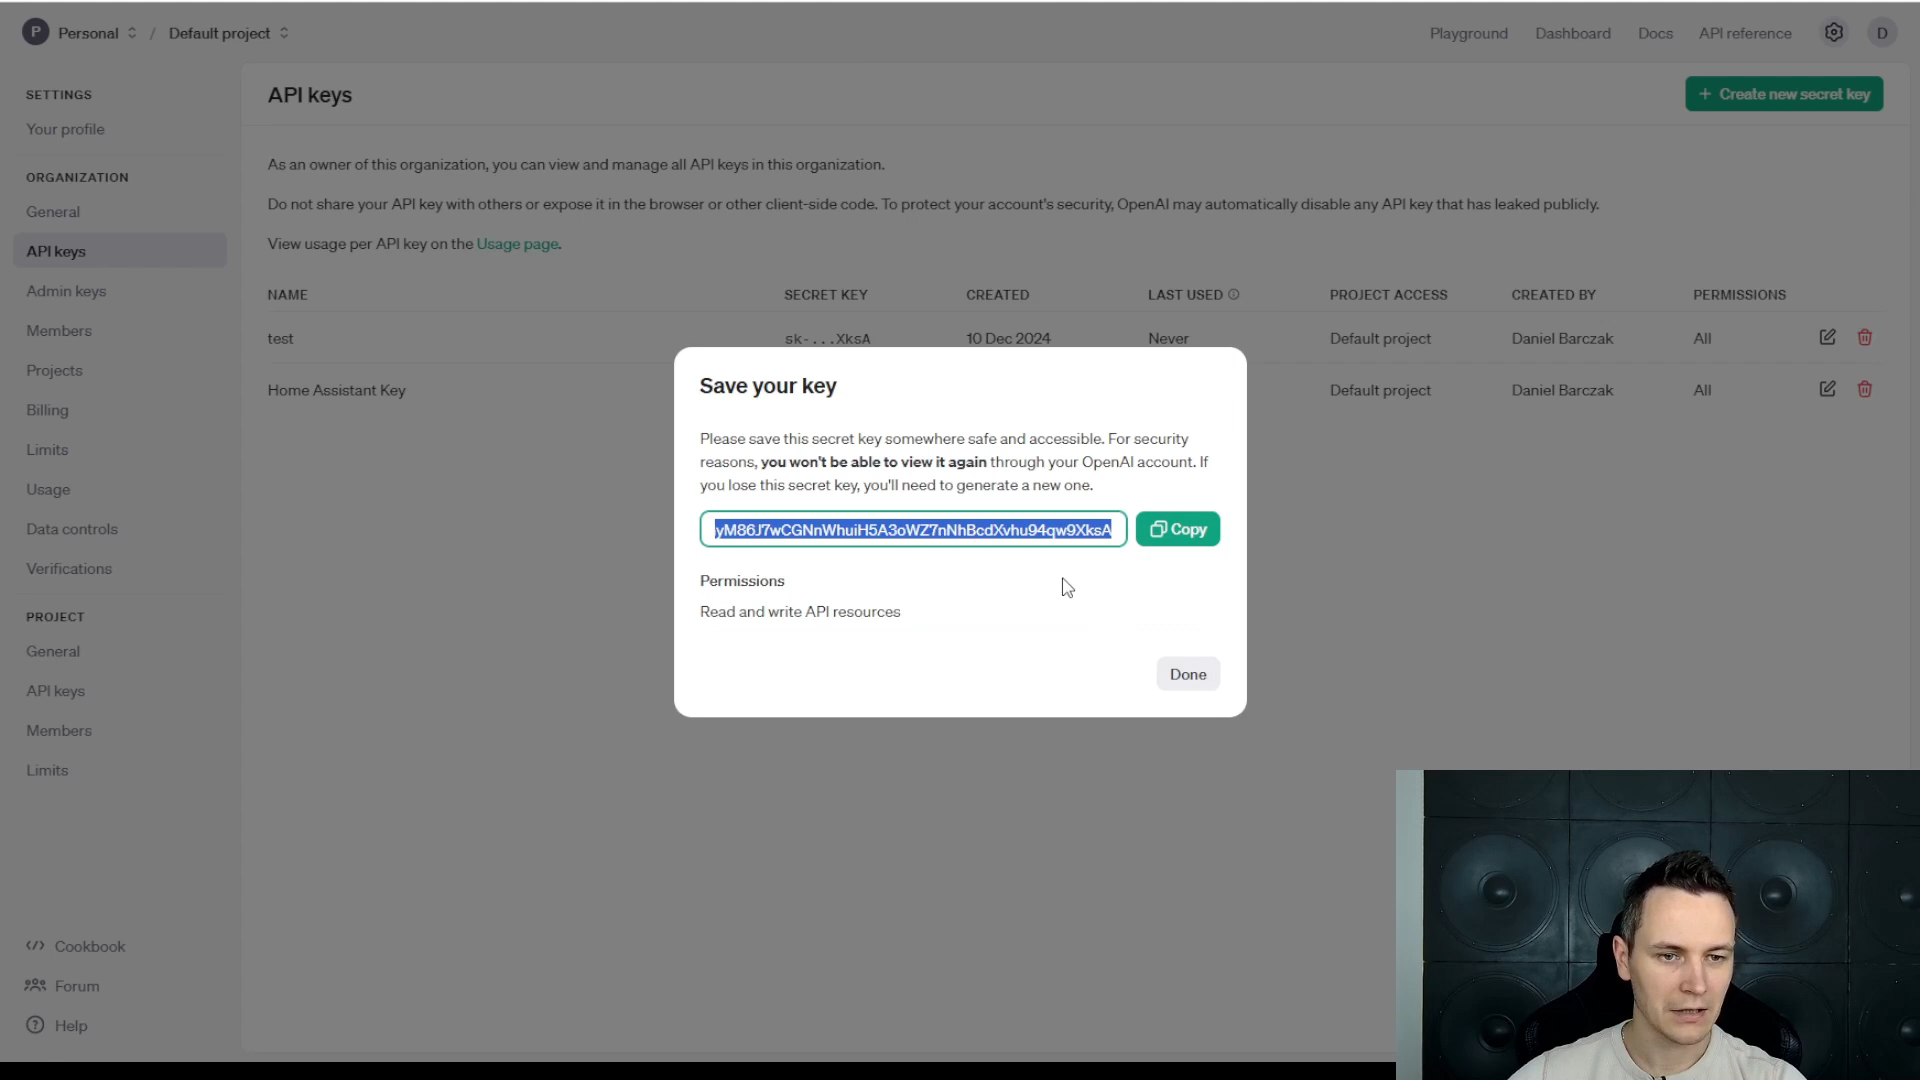 P Personal / Default project
Playground Dashboard Docs API reference D
SETTINGS
Your profile
ORGANIZATION
General
API keys
Admin keys
Members
Projects
Billing
Limits
Usage
Data controls
Verifications
PROJECT
General
API keys
Members
Limits
Cookbook
Forum
Help
API keys
+ Create new secret key
As an owner of this organization, you can view and manage all API keys in this organization.
Do not share your API key with others or expose it in the browser or other client-side code. To protect your account's security, OpenAI may automatically disable any API key that has leaked publicly.
View usage per API key on the Usage page.
NAME SECRET KEY CREATED LAST USED PROJECT ACCESS CREATED BY PERMISSIONS
test sk-...XksA 10 Dec 2024 Never Default project Daniel Barczak All
Home Assistant Key Default project Daniel Barczak All
Save your key
Please save this secret key somewhere safe and accessible. For security
reasons, you won't be able to view it again through your OpenAI account. If
you lose this secret key, you'll need to generate a new one.
yM86J7wCGNnWhuiH5A3oWZ7nNhBcdXvhu94qw9XksA Copy
Permissions
Read and write API resources
Done